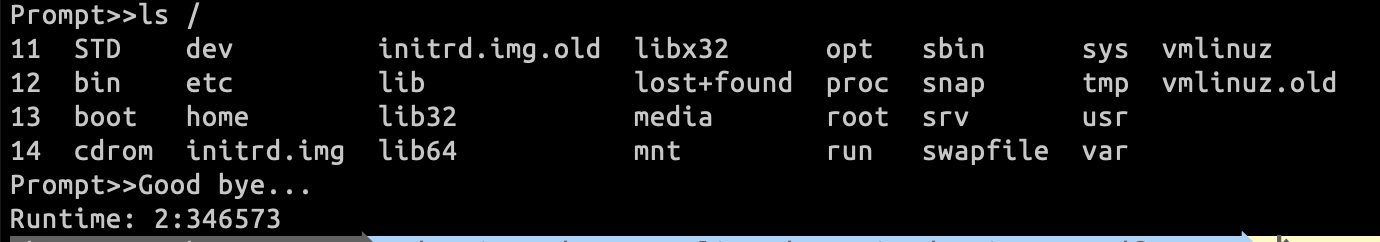 Prompt>>ls /
11  STD    dev         initrd.img.old  libx32      opt   sbin      sys  vmlinuz
12  bin    etc         lib             lost+found  proc  snap      tmp  vmlinuz.old
13  boot   home        lib32           media       root  srv       usr
14  cdrom  initrd.img  lib64           mnt         run   swapfile  var
Prompt>>Good bye...
Runtime: 2:346573